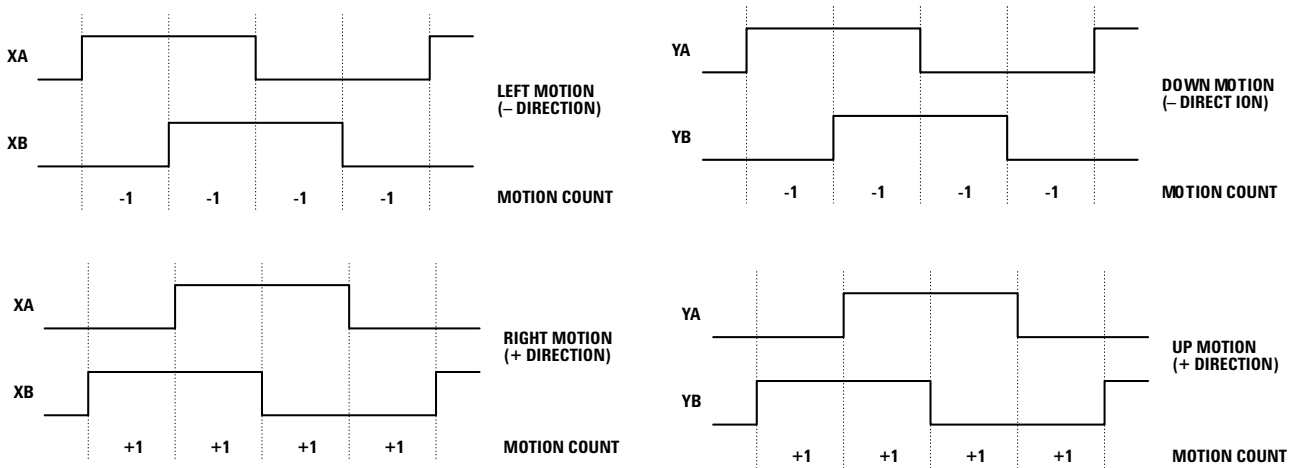 XA
LEFT MOTION
(– DIRECTION)
XB
-1 -1 -1 -1 MOTION COUNT
YA
DOWN MOTION
(– DIRECT ION)
YB
-1 -1 -1 -1 MOTION COUNT
XA
RIGHT MOTION
(+ DIRECTION)
XB
+1 +1 +1 +1 MOTION COUNT
YA
UP MOTION
(+ DIRECTION)
YB
+1 +1 +1 +1 MOTION COUNT